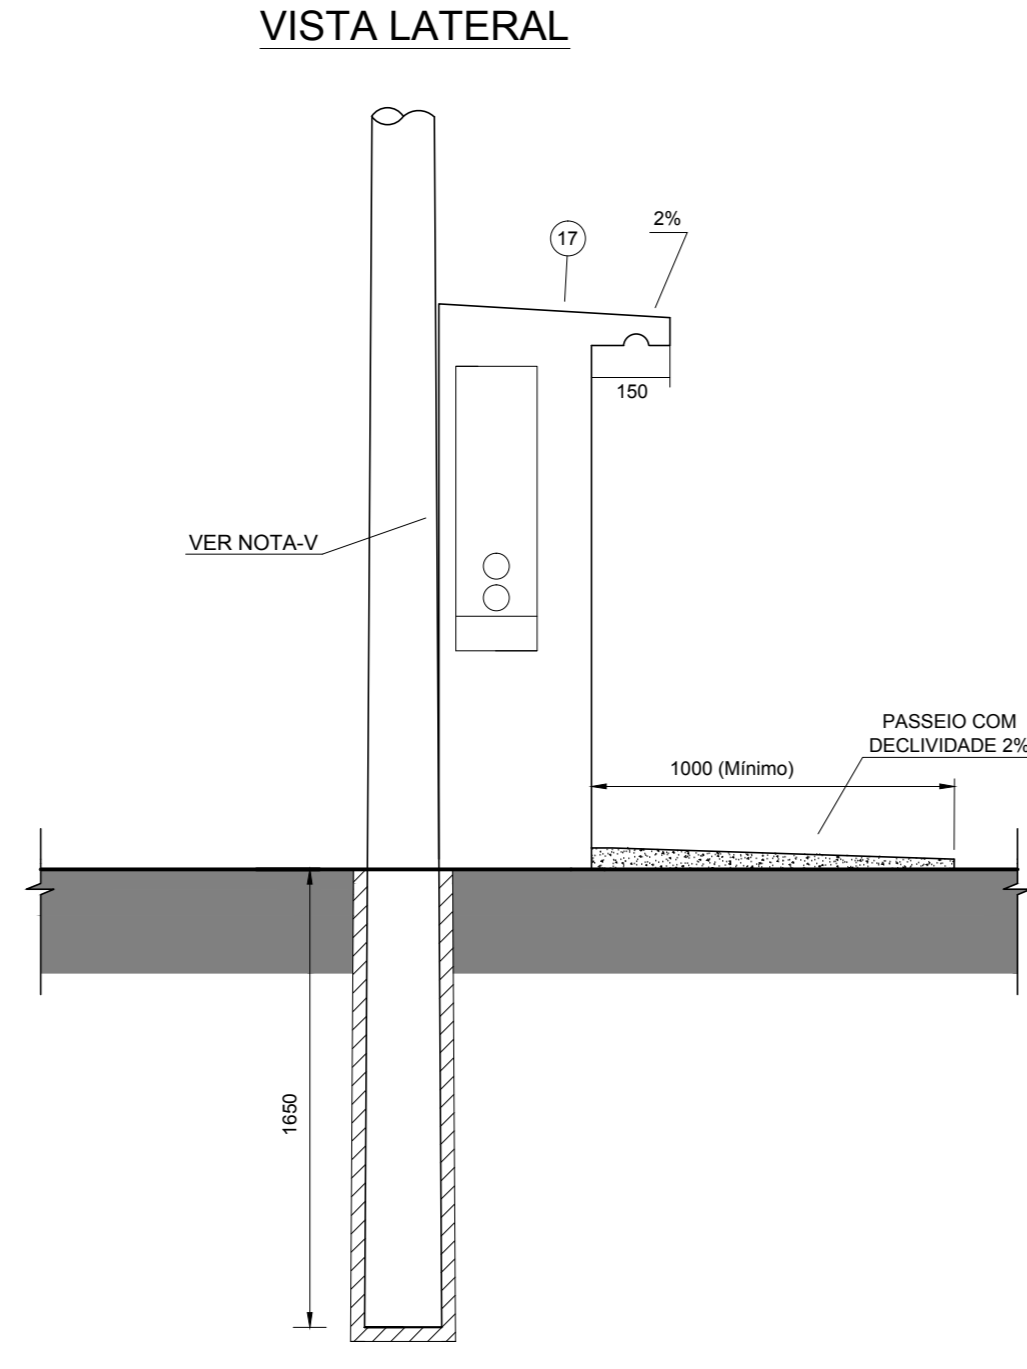 VISTA LATERAL
17
2%
150
VER NOTA-V
PASSEIO COM
DECLIVIDADE 2%
1000 (Mínimo)
1650